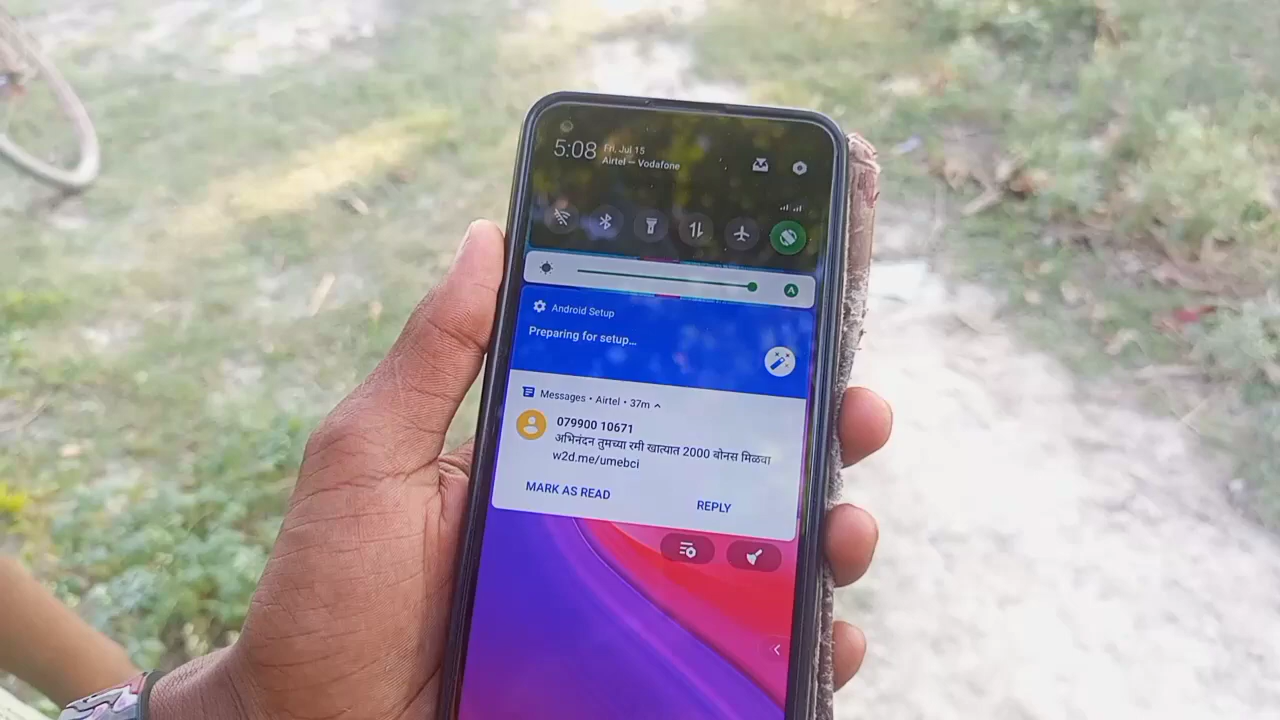 5:08
Fri, Jul 15
Airtel — Vodafone
A
Android Setup
Preparing for setup...
Messages • Airtel • 37m
079900 10671
अभिनंदन तुमच्या रमी खात्यात 2000 बोनस मिळवा
w2d.me/umebci
MARK AS READ
REPLY